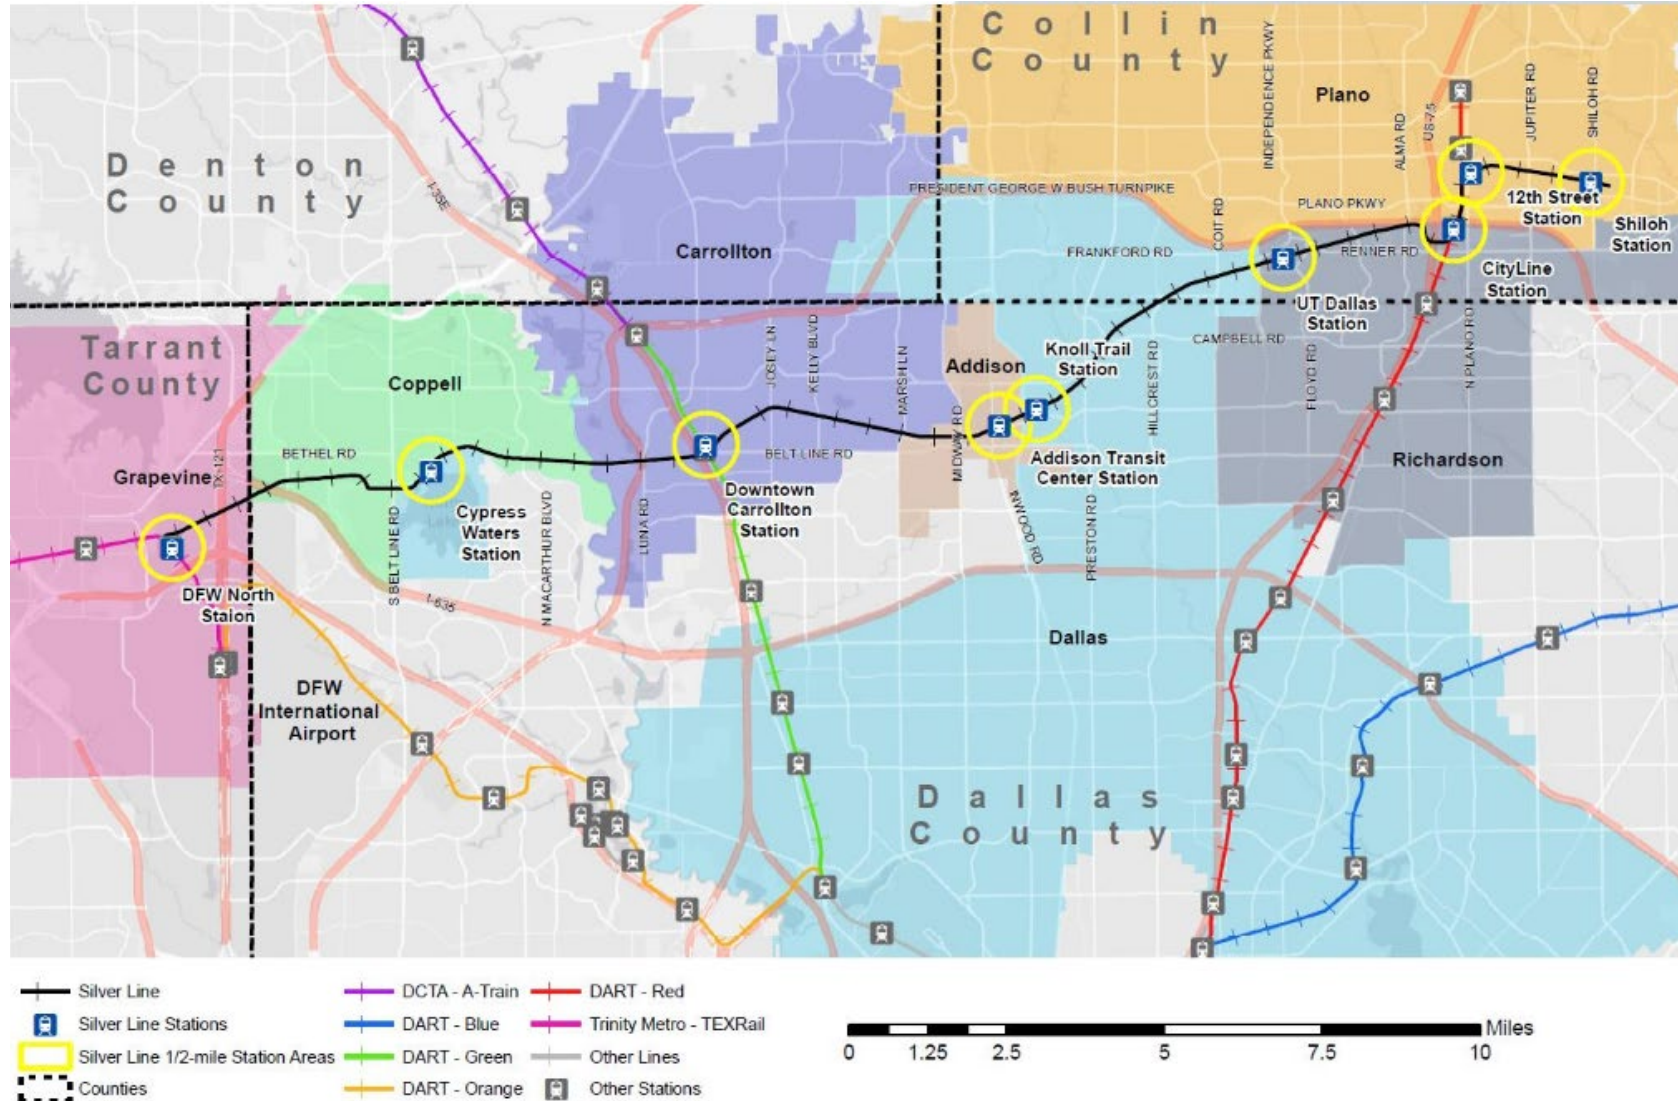 Collin
County
Denton
County
Plano
INDEPENDENCE PKWY
ALMA RD
US-75
JUPITER RD
SHILOH RD
I-35E
PRESIDENT GEORGE W BUSH TURNPIKE
PLANO PKWY
COIT RD
12th Street
Station
Shiloh
Station
Carrollton
FRANKFORD RD
RENNER RD
CityLine
Station
UT Dallas
Station
Tarrant
County
Coppell
JOSEY LN
KELLY BLVD
MARSH LN
Addison
Knoll Trail
Station
HILLCREST RD
CAMPBELL RD
FLOYD RD
N PLANO RD
BETHEL RD
Grapevine
TX-121
BELT LINE RD
MIDWAY RD
Addison Transit
Center Station
Richardson
Downtown
Carrollton
Station
Cypress
Waters
Station
S BELT LINE RD
N MACARTHUR BLVD
LUNA RD
INWOOD RD
PRESTON RD
DFW North
Staion
I-635
Dallas
DFW
International
Airport
Dallas
County
Silver Line
Silver Line Stations
Silver Line 1/2-mile Station Areas
Counties
DCTA - A-Train
DART - Blue
DART - Green
DART - Orange
DART - Red
Trinity Metro - TEXRail
Other Lines
Other Stations
Miles
0 1.25 2.5 5 7.5 10